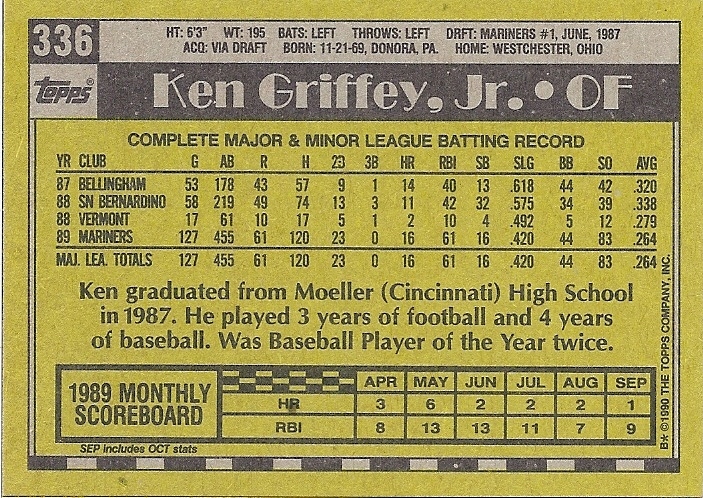 336
HT: 6'3" WT: 195 BATS: LEFT THROWS: LEFT DRFT: MARINERS #1, JUNE, 1987
ACQ: VIA DRAFT BORN: 11-21-69, DONORA, PA. HOME: WESTCHESTER, OHIO
Topps®
Ken Griffey, Jr. • OF
COMPLETE MAJOR & MINOR LEAGUE BATTING RECORD
YR CLUB G AB R H 2B 3B HR RBI SB SLG BB SO AVG
87 BELLINGHAM 53 178 43 57 9 1 14 40 13 .618 44 42 .320
88 SN BERNARDINO 58 219 49 74 13 3 11 42 32 .575 34 39 .338
88 VERMONT 17 61 10 17 5 1 2 10 4 .492 5 12 .279
89 MARINERS 127 455 61 120 23 0 16 61 16 .420 44 83 .264
MAJ. LEA. TOTALS 127 455 61 120 23 0 16 61 16 .420 44 83 .264
Ken graduated from Moeller (Cincinnati) High School
in 1987. He played 3 years of football and 4 years
of baseball. Was Baseball Player of the Year twice.
1989 MONTHLY
SCOREBOARD
APR MAY JUN JUL AUG SEP
HR 3 6 2 2 2 1
RBI 8 13 13 11 7 9
SEP includes OCT stats
B* ©1990 THE TOPPS COMPANY, INC.